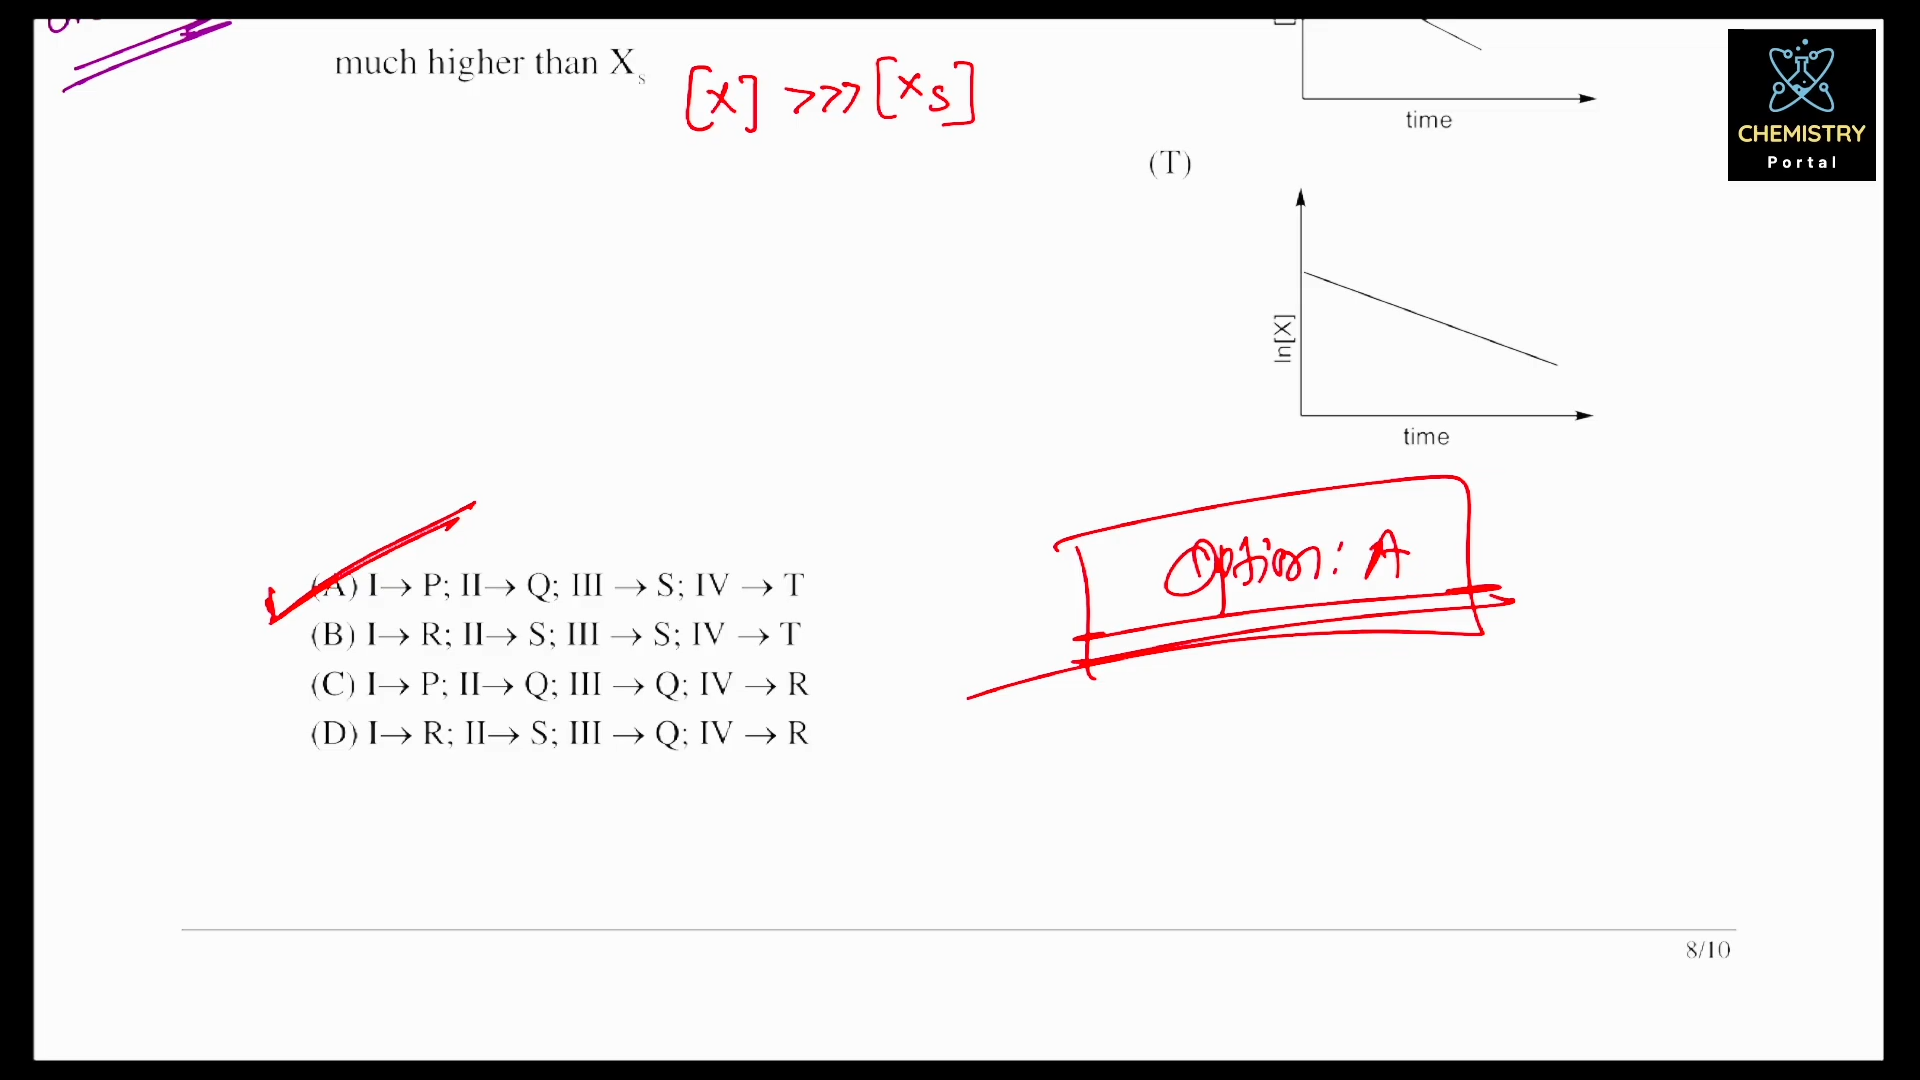 much higher than Xs
[X] >>> [Xs]
time
CHEMISTRY
Portal
(T)
ln[X]
time
Option: A
(A) I→ P; II→ Q; III → S; IV → T
(B) I→ R; II→ S; III → S; IV → T
(C) I→ P; II→ Q; III → Q; IV → R
(D) I→ R; II→ S; III → Q; IV → R
8/10